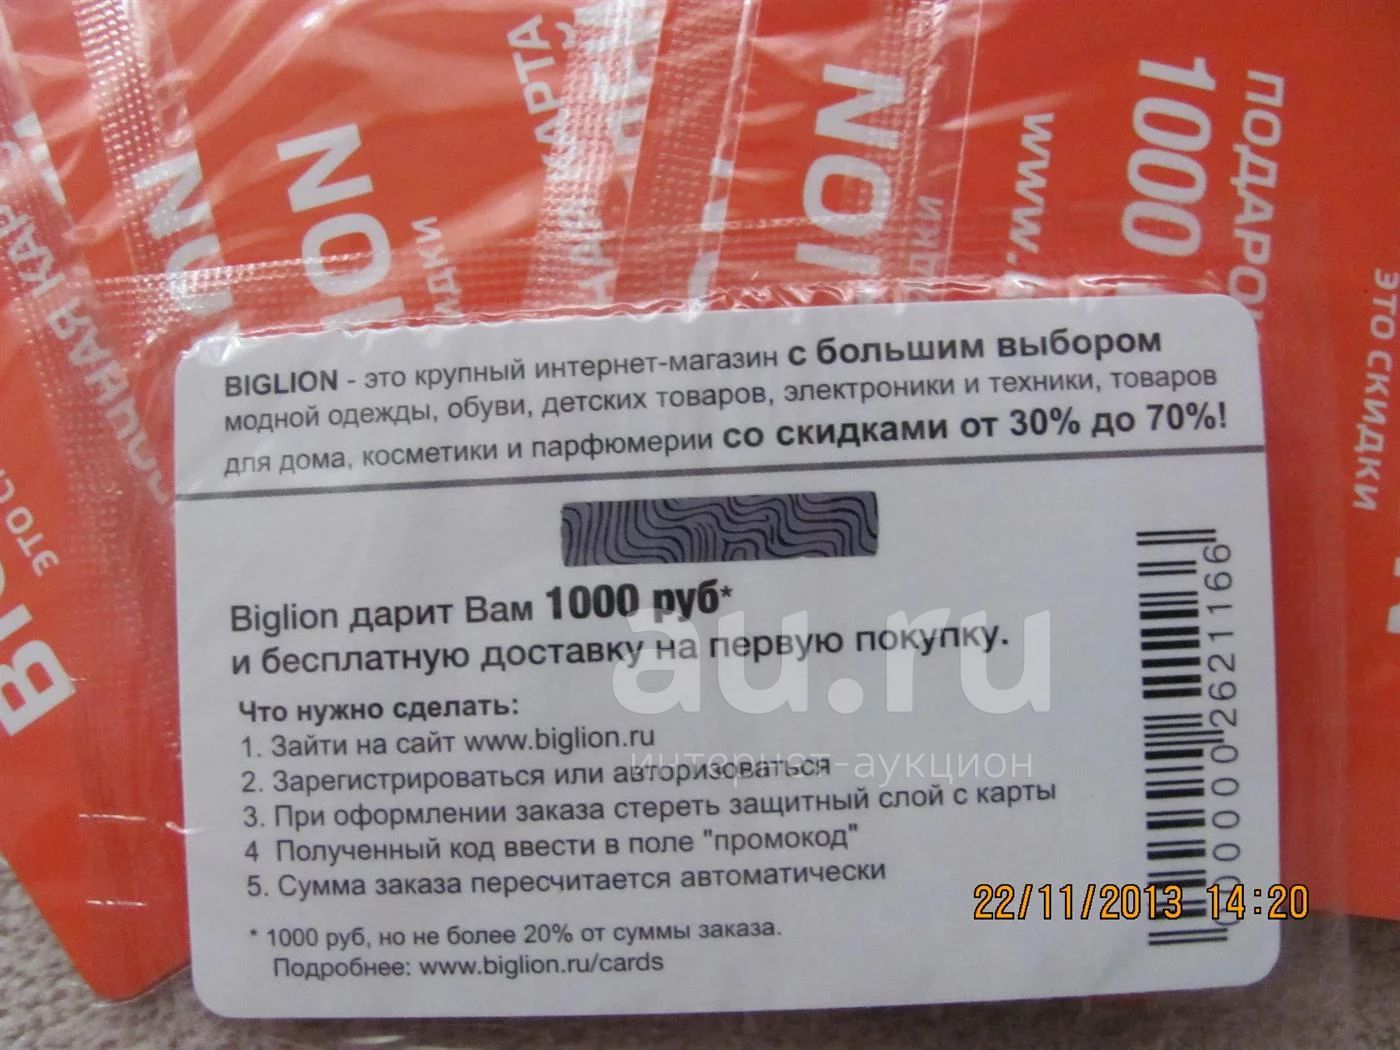 BIGLION - это крупный интернет-магазин с большим выбором
модной одежды, обуви, детских товаров, электроники и техники, товаров
для дома, косметики и парфюмерии со скидками от 30% до 70%!
Biglion дарит Вам 1000 руб*
и бесплатную доставку на первую покупку.
Что нужно сделать:
1. Зайти на сайт www.biglion.ru
2. Зарегистрироваться или авторизоваться
3. При оформлении заказа стереть защитный слой с карты
4 Полученный код ввести в поле "промокод"
5. Сумма заказа пересчитается автоматически
* 1000 руб, но не более 20% от суммы заказа.
Подробнее: www.biglion.ru/cards
au.ru
интернет-аукцион
22/11/2013 14:20
1000
www.
ЭТО СКИДКИ
КАРТА